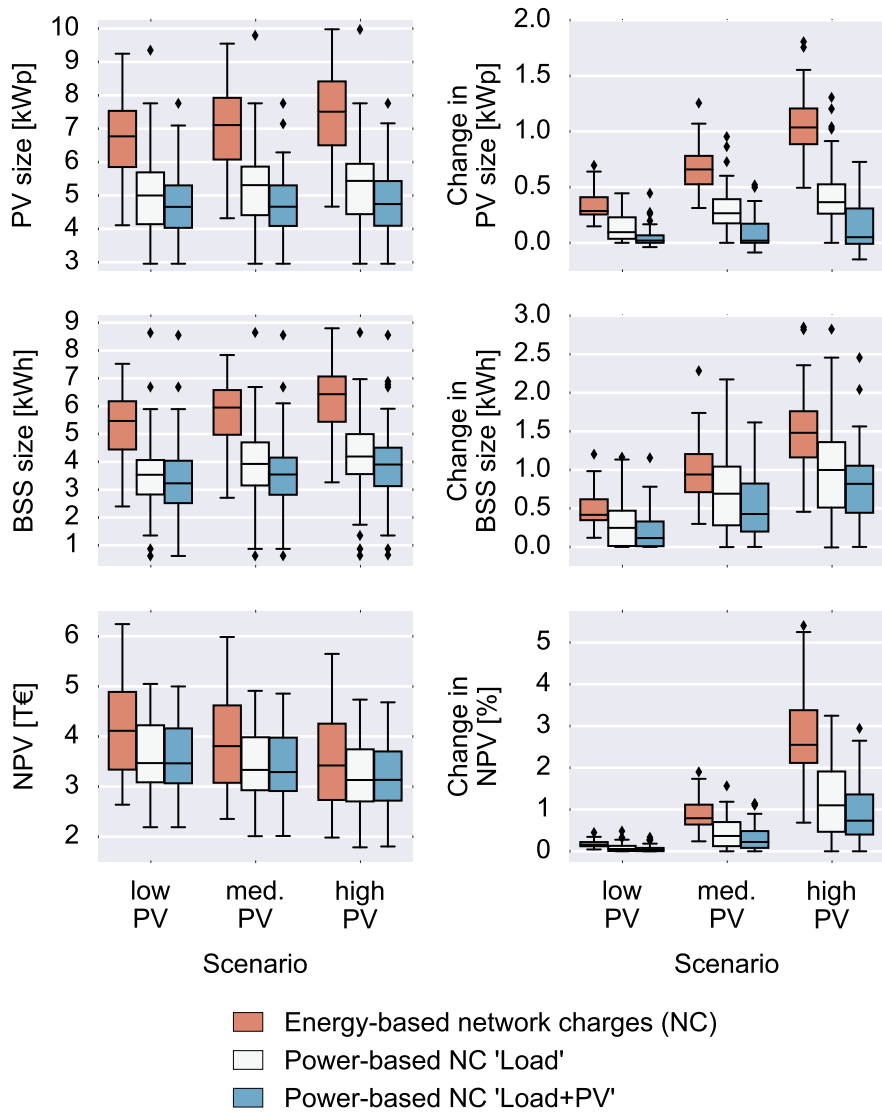 PV size [kWp]
10
9
8
7
6
5
4
3
Change in
PV size [kWp]
2.0
1.5
1.0
0.5
0.0
BSS size [kWh]
9
8
7
6
5
4
3
2
1
Change in
BSS size [kWh]
3.0
2.5
2.0
1.5
1.0
0.5
0.0
NPV [T€]
6
5
4
3
2
Change in
NPV [%]
5
4
3
2
1
0
low PV
med. PV
high PV
Scenario
low PV
med. PV
high PV
Scenario
Energy-based network charges (NC)
Power-based NC 'Load'
Power-based NC 'Load+PV'